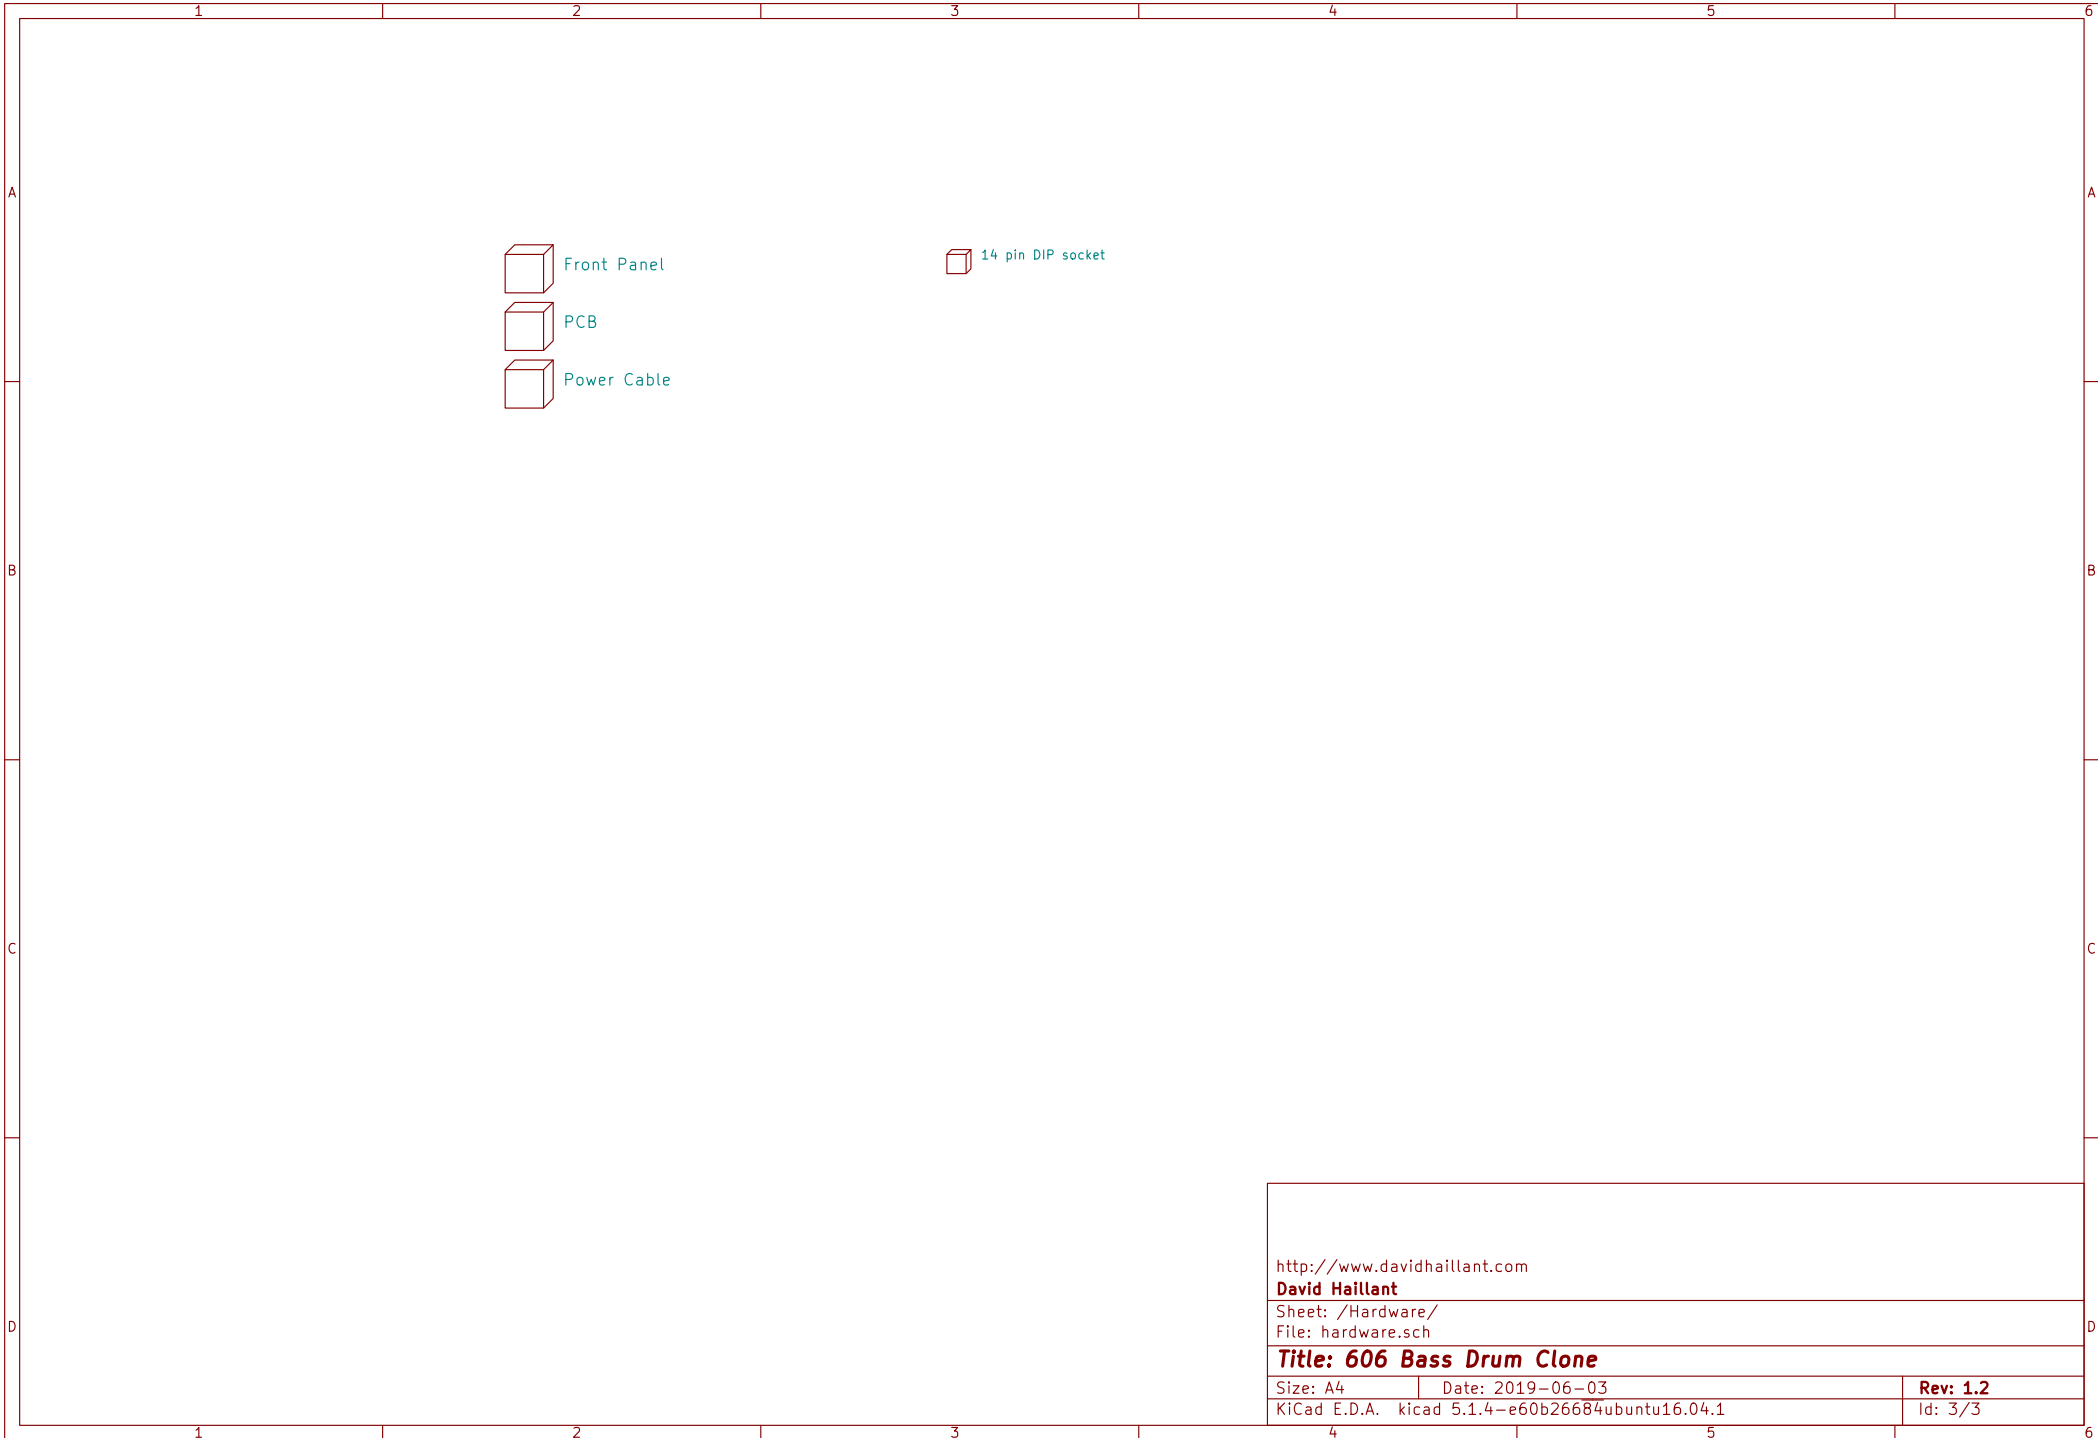 1 2 3 4 5 6
A A
Front Panel
14 pin DIP socket
PCB
Power Cable
B B
C C
http://www.davidhaillant.com
David Haillant
Sheet: /Hardware/
File: hardware.sch
D D
Title: 606 Bass Drum Clone
Size: A4 Date: 2019-06-03 Rev: 1.2
KiCad E.D.A. kicad 5.1.4-e60b26684ubuntu16.04.1 Id: 3/3
1 2 3 4 5 6